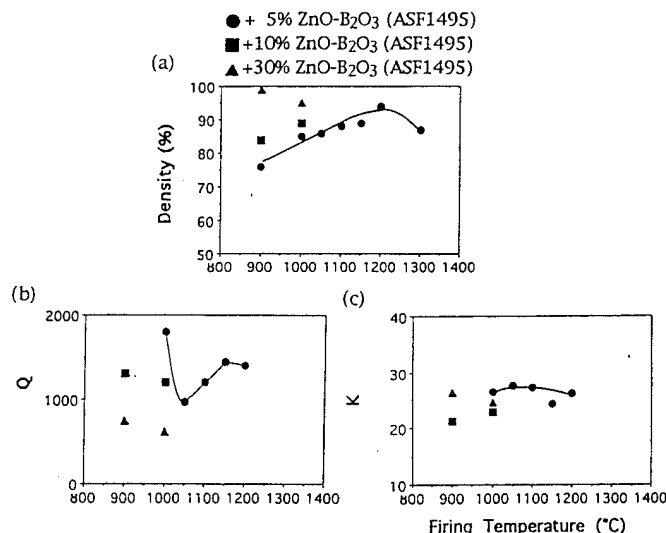 ● + 5% ZnO-B2O3 (ASF1495)
■ +10% ZnO-B2O3 (ASF1495)
▲ +30% ZnO-B2O3 (ASF1495)
(a)
Density (%)
100
90
80
70
60
50
800 900 1000 1100 1200 1300 1400
(b)
Q
2000
1000
0
800 900 1000 1100 1200 1300 1400
(c)
K
40
30
20
10
800 900 1000 1100 1200 1300 1400
Firing Temperature (°C)